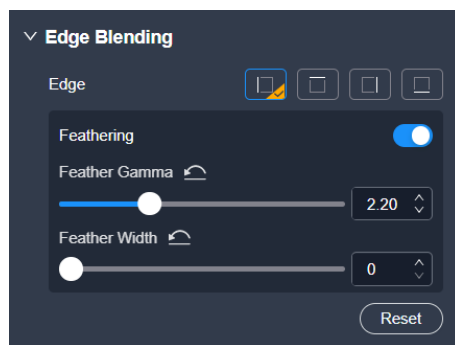 Edge Blending
Edge
Feathering
Feather Gamma
2.20
Feather Width
0
Reset